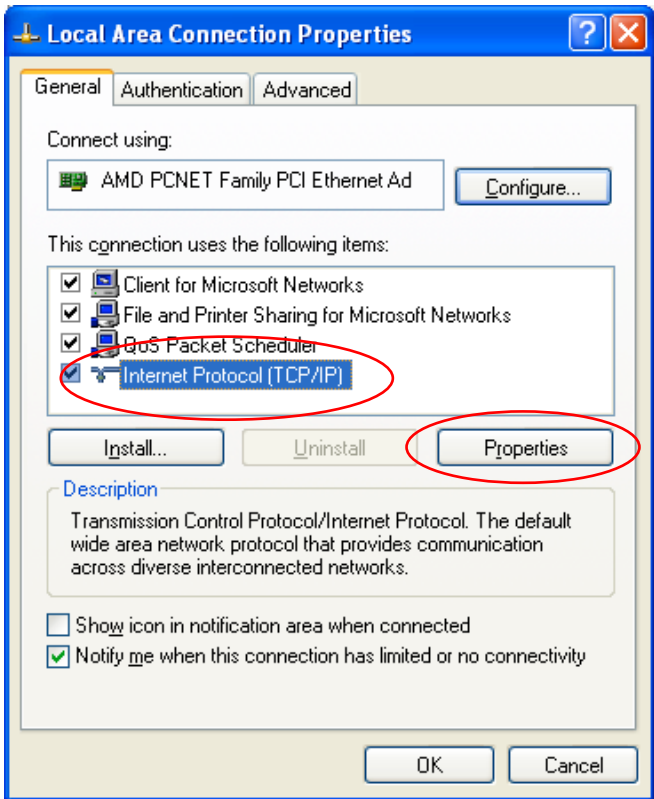 Local Area Connection Properties
General Authentication Advanced
Connect using:
AMD PCNET Family PCI Ethernet Ad
Configure...
This connection uses the following items:
Client for Microsoft Networks
File and Printer Sharing for Microsoft Networks
QoS Packet Scheduler
Internet Protocol (TCP/IP)
Install... Uninstall Properties
Description
Transmission Control Protocol/Internet Protocol. The default
wide area network protocol that provides communication
across diverse interconnected networks.
Show icon in notification area when connected
Notify me when this connection has limited or no connectivity
OK Cancel